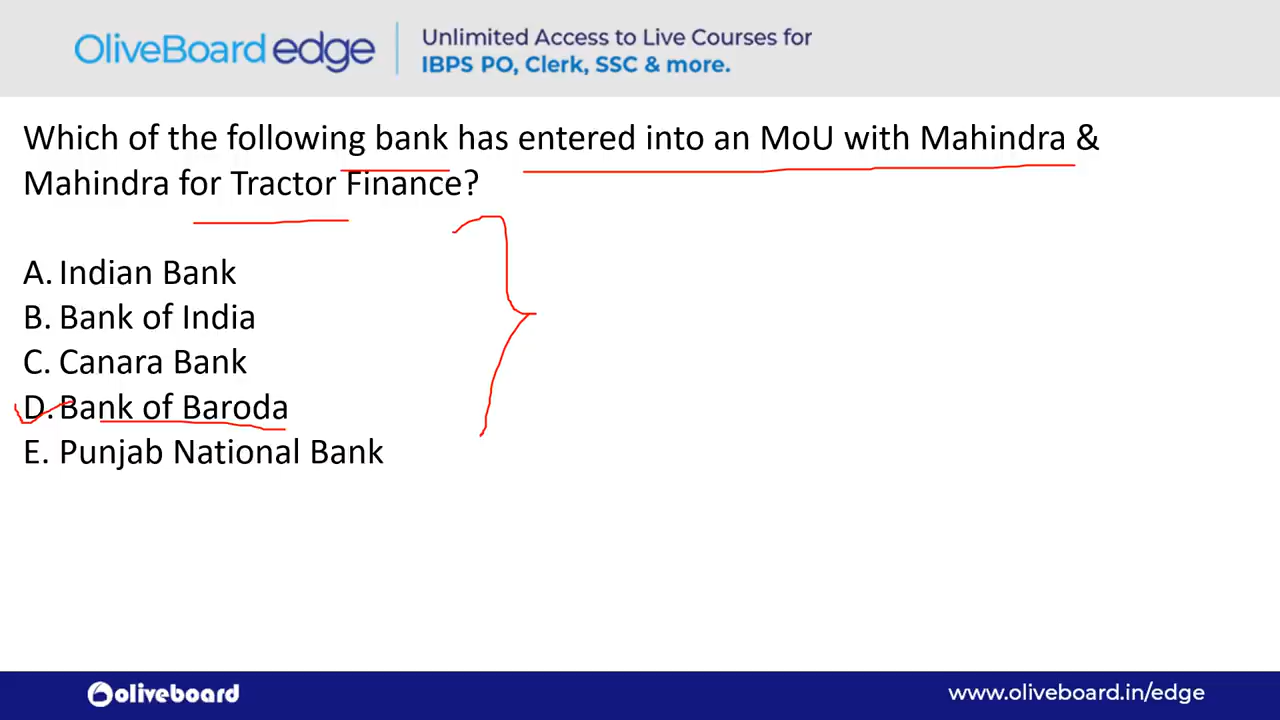 OliveBoard edge
Unlimited Access to Live Courses for
IBPS PO, Clerk, SSC & more.
Which of the following bank has entered into an MoU with Mahindra &
Mahindra for Tractor Finance?
A. Indian Bank
B. Bank of India
C. Canara Bank
D. Bank of Baroda
E. Punjab National Bank
oliveboard
www.oliveboard.in/edge